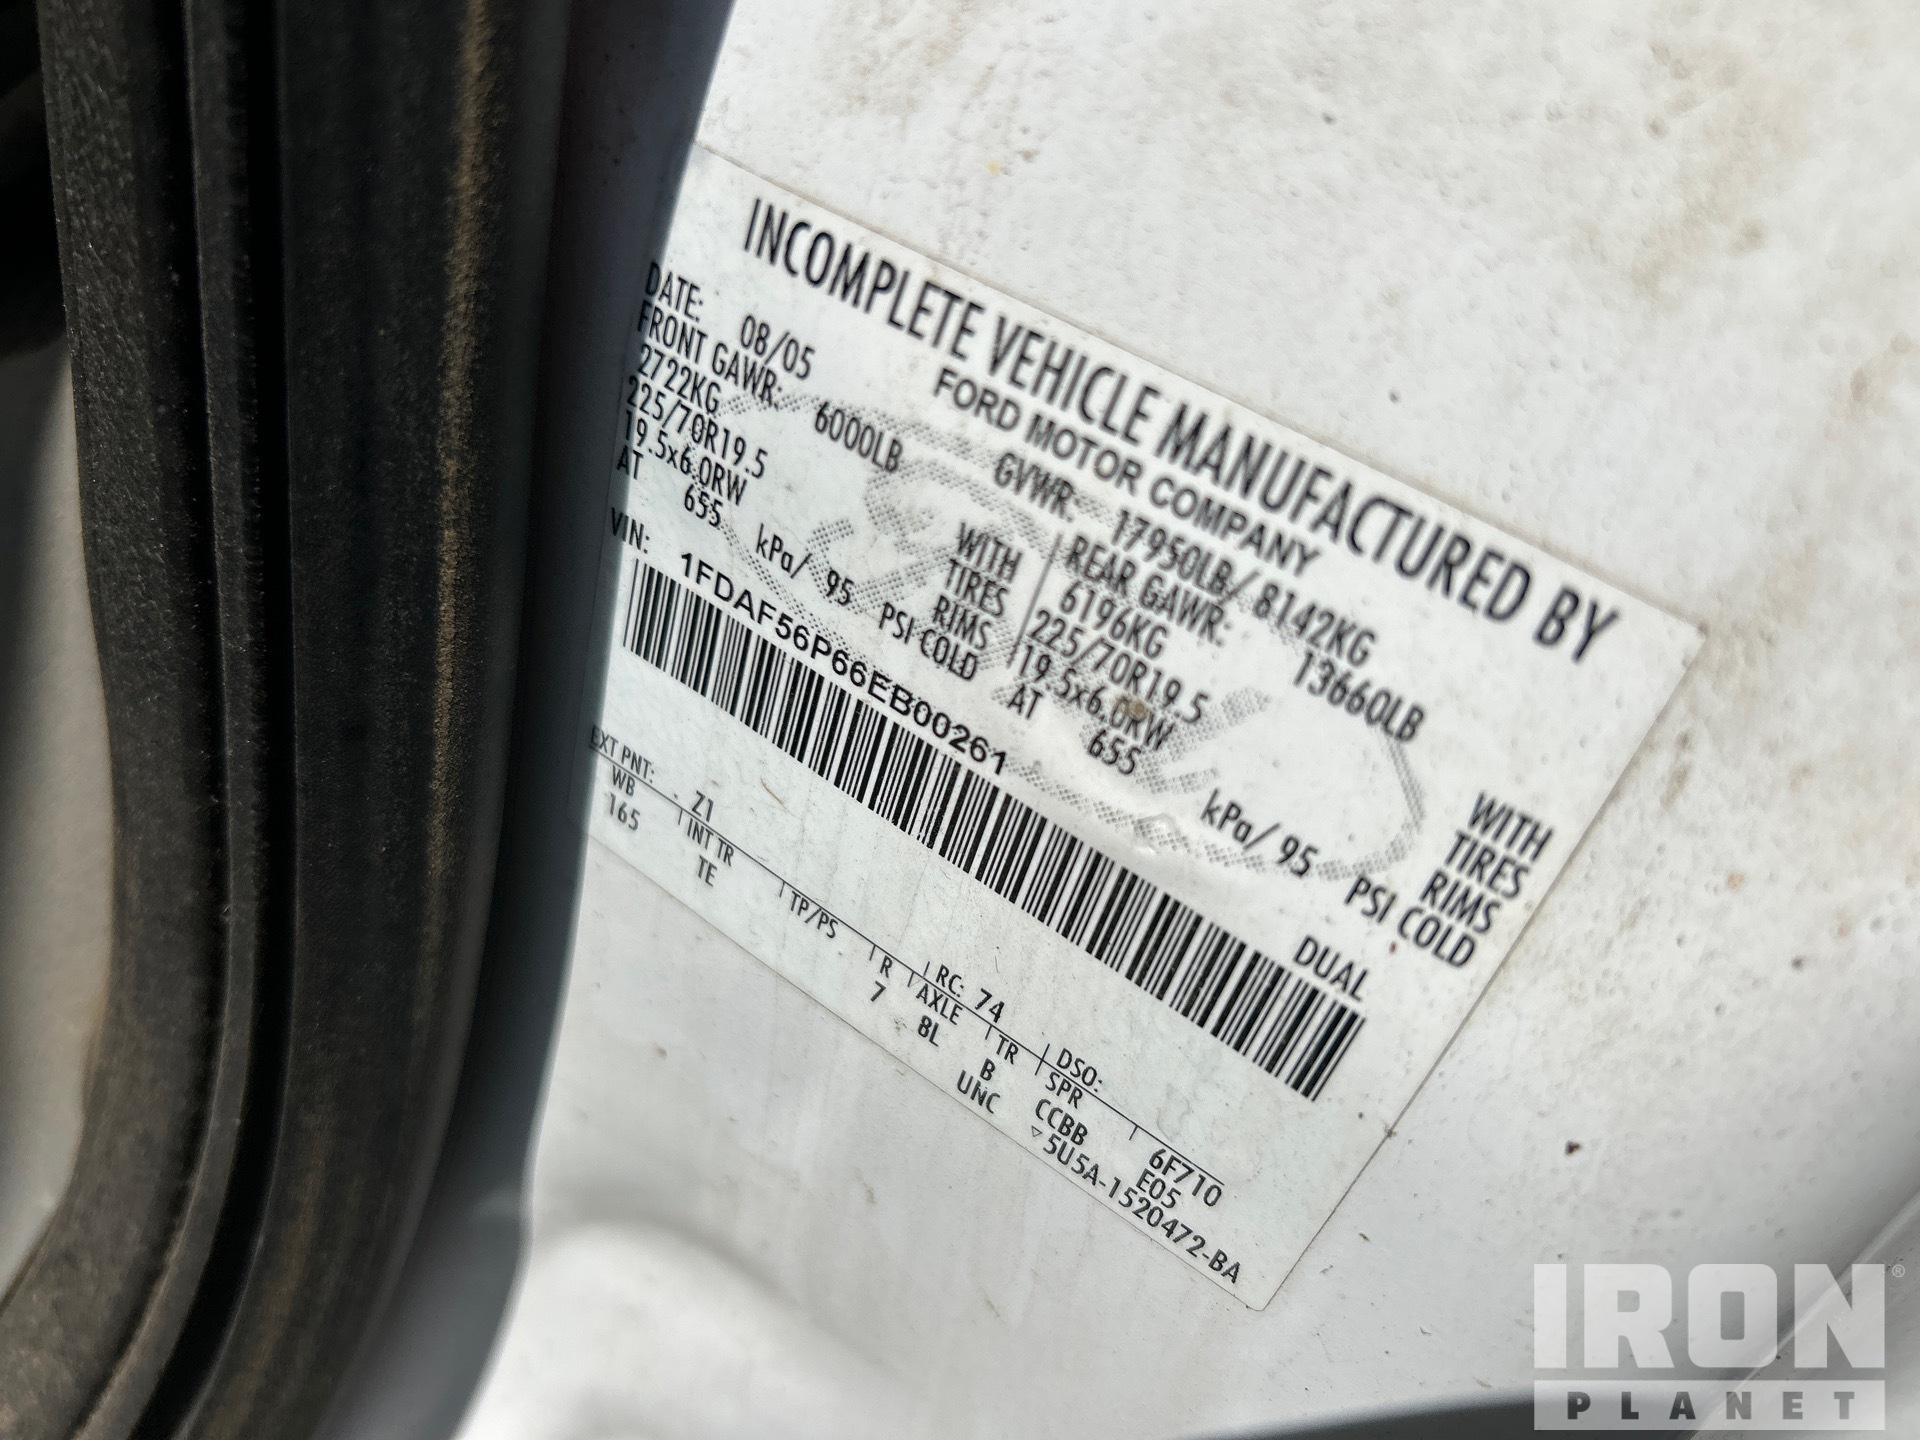 INCOMPLETE VEHICLE MANUFACTURED BY
FORD MOTOR COMPANY
DATE: 08/05 GVWR: 17950LB/ 8142KG
FRONT GAWR: 6000LB REAR GAWR: 13660LB
2722KG WITH 6196KG WITH
225/70R19.5 TIRES 225/70R19.5 TIRES
19.5x6.0RW RIMS 19.5x6.0RW RIMS
AT 655 kPa/ 95 PSI COLD AT 655 kPa/ 95 PSI COLD
VIN: 1FDAF56P66EB00261 DUAL
EXT PNT: Z1 RC: 74 DSO: 6F710
WB INT TR TP/PS R AXLE TR SPR
165 TE 7 8L B CCBB E05
UNC ▽5U5A-1520472-BA
IRON®
PLANET